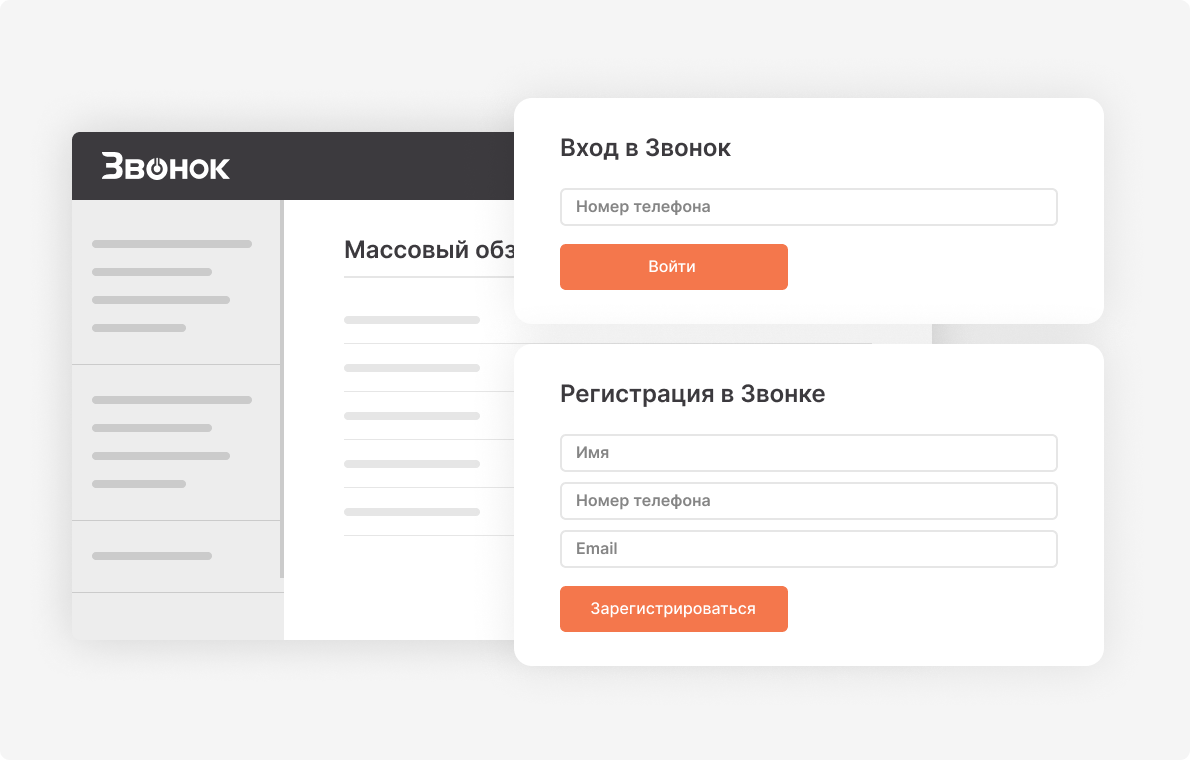 Звонок
Массовый обз
Вход в Звонок
Номер телефона
Войти
Регистрация в Звонке
Имя
Номер телефона
Email
Зарегистрироваться